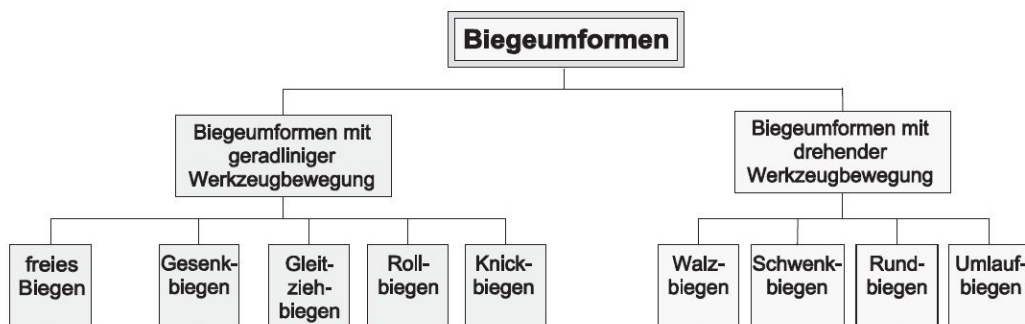 Biegeumformen
Biegeumformen mit
geradliniger
Werkzeugbewegung
Biegeumformen mit
drehender
Werkzeugbewegung
freies
Biegen
Gesenk-
biegen
Gleit-
zieh-
biegen
Roll-
biegen
Knick-
biegen
Walz-
biegen
Schwenk-
biegen
Rund-
biegen
Umlauf-
biegen